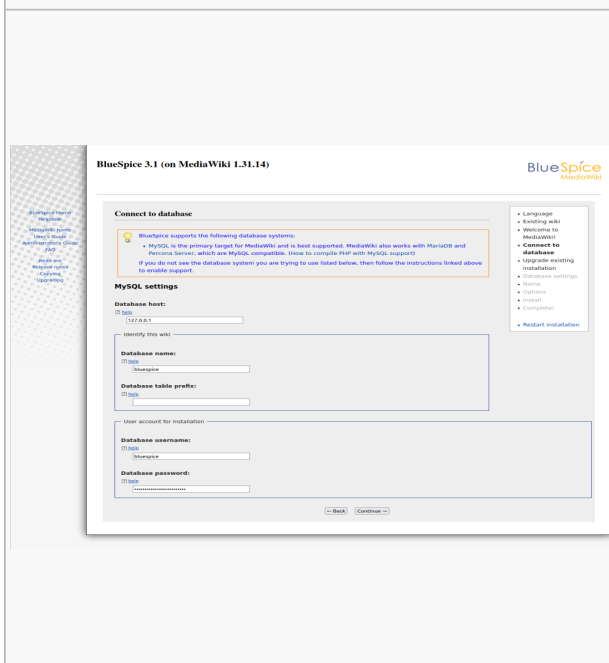 BlueSpice 3.1 (on MediaWiki 1.31.14)
BlueSpice
MediaWiki
BlueSpice Home
Helpdesk
MediaWiki home
User's Guide
Administrator's Guide
FAQ
Read me
Release notes
Copying
Upgrading
Connect to database
BlueSpice supports the following database systems:
• MySQL is the primary target for MediaWiki and is best supported. MediaWiki also works with MariaDB and
Percona Server, which are MySQL compatible. (How to compile PHP with MySQL support)
If you do not see the database system you are trying to use listed below, then follow the instructions linked above
to enable support.
MySQL settings
Database host:
help
127.0.0.1
Identify this wiki
Database name:
help
bluespice
Database table prefix:
help
User account for installation
Database username:
help
bluespice
Database password:
help
← Back
Continue →
• Language
• Existing wiki
• Welcome to
MediaWiki!
• Connect to
database
• Upgrade existing
installation
• Database settings
• Name
• Options
• Install
• Complete!
• Restart installation